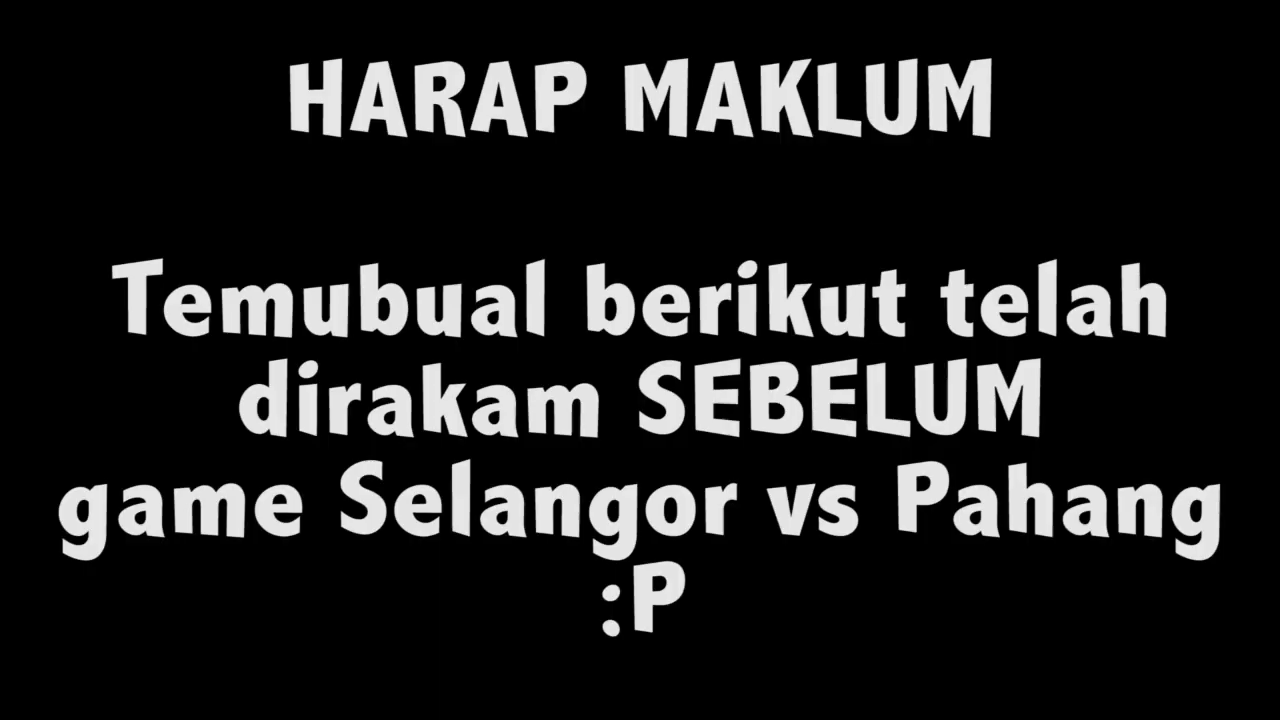 HARAP MAKLUM
Temubual berikut telah
dirakam SEBELUM
game Selangor vs Pahang
:P